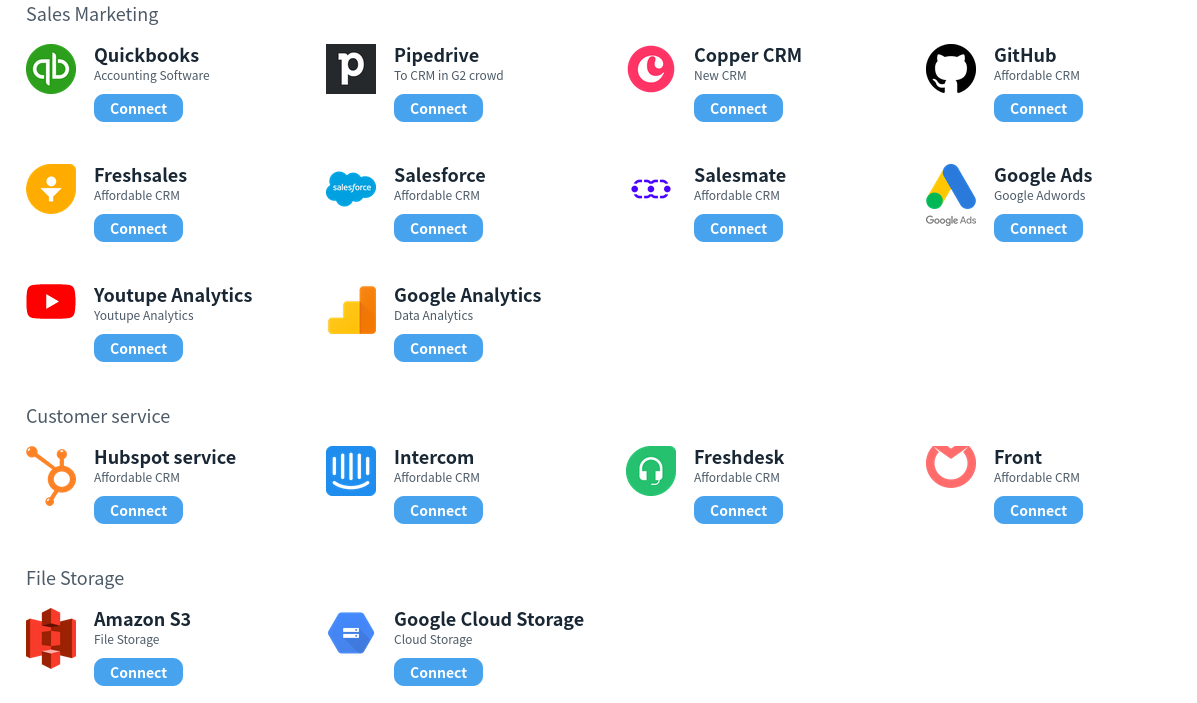 Sales Marketing
Quickbooks
Accounting Software
Connect
Pipedrive
To CRM in G2 crowd
Connect
Copper CRM
New CRM
Connect
GitHub
Affordable CRM
Connect
Freshsales
Affordable CRM
Connect
salesforce
Salesforce
Affordable CRM
Connect
Salesmate
Affordable CRM
Connect
Google Ads
Google Ads
Google Adwords
Connect
Youtupe Analytics
Youtupe Analytics
Connect
Google Analytics
Data Analytics
Connect
Customer service
Hubspot service
Affordable CRM
Connect
Intercom
Affordable CRM
Connect
Freshdesk
Affordable CRM
Connect
Front
Affordable CRM
Connect
File Storage
Amazon S3
File Storage
Connect
Google Cloud Storage
Cloud Storage
Connect